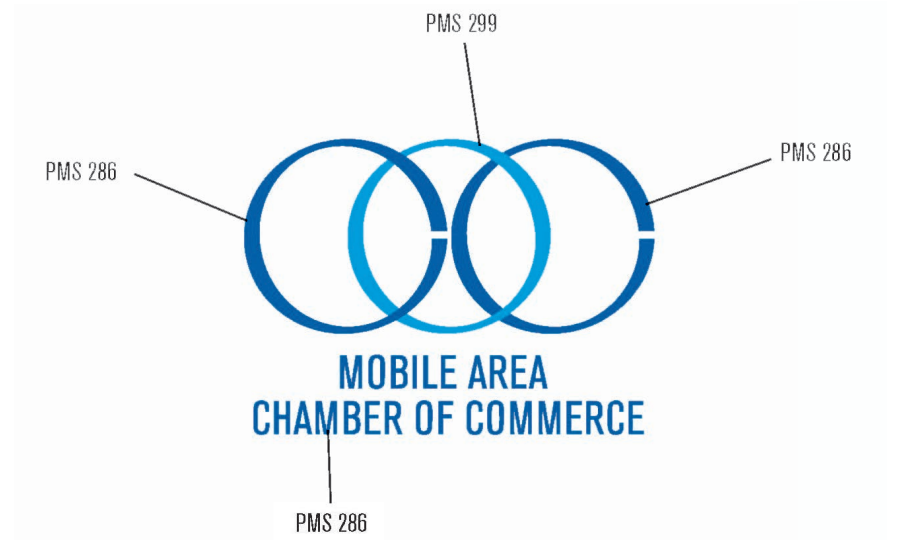 PMS 299
PMS 286
PMS 286
MOBILE AREA
CHAMBER OF COMMERCE
PMS 286